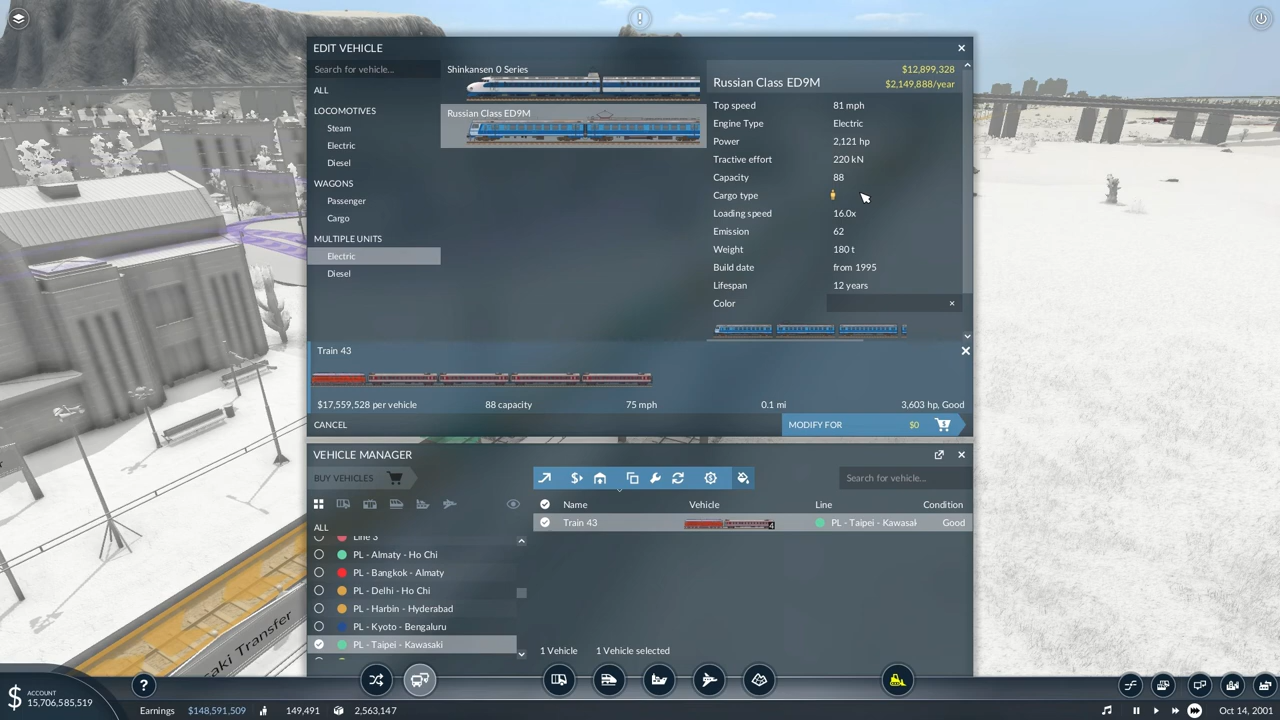 EDIT VEHICLE
Search for vehicle...
ALL
LOCOMOTIVES
Steam
Electric
Diesel
WAGONS
Passenger
Cargo
MULTIPLE UNITS
Electric
Diesel
Shinkansen 0 Series
Russian Class ED9M
$12,899,328
Russian Class ED9M
$2,149,888/year
Top speed 81 mph
Engine Type Electric
Power 2,121 hp
Tractive effort 220 kN
Capacity 88
Cargo type
Loading speed 16.0x
Emission 62
Weight 180 t
Build date from 1995
Lifespan 12 years
Color
Train 43
$17,559,528 per vehicle 88 capacity 75 mph 0.1 mi 3,603 hp, Good
CANCEL
MODIFY FOR $0
VEHICLE MANAGER
BUY VEHICLES
Search for vehicle...
ALL
Line 3
PL - Almaty - Ho Chi
PL - Bangkok - Almaty
PL - Delhi - Ho Chi
PL - Harbin - Hyderabad
PL - Kyoto - Bengaluru
PL - Taipei - Kawasaki
Name Vehicle Line Condition
Train 43 4 PL - Taipei - Kawasak Good
1 Vehicle 1 Vehicle selected
aki Transfer
ACCOUNT
15,706,585,519
Earnings $148,591,509 149,491 2,563,147
Oct 14, 2001